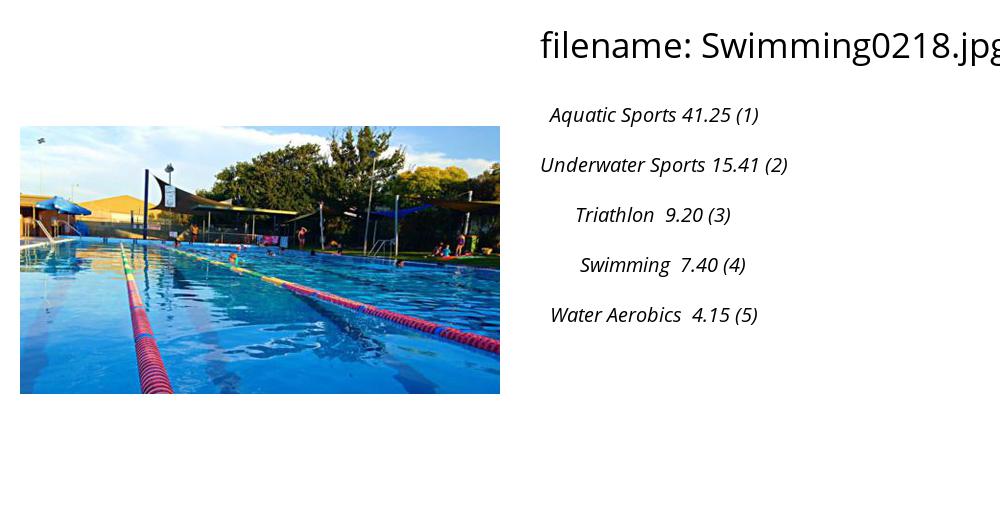 filename: Swimming0218.jpg
Aquatic Sports 41.25 (1)
Underwater Sports 15.41 (2)
Triathlon 9.20 (3)
Swimming 7.40 (4)
Water Aerobics 4.15 (5)